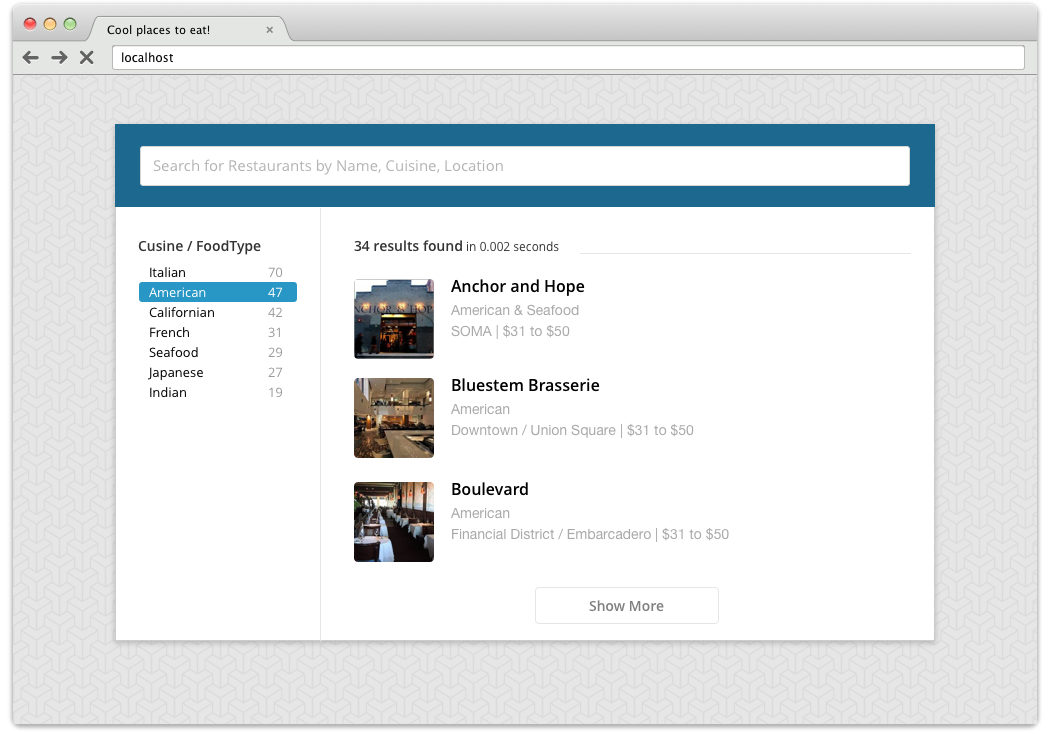 Cool places to eat!
localhost
Search for Restaurants by Name, Cuisine, Location
Cusine / FoodType
Italian 70
American 47
Californian 42
French 31
Seafood 29
Japanese 27
Indian 19
34 results found in 0.002 seconds
NCHOR & HOP
Anchor and Hope
American & Seafood
SOMA | $31 to $50
Bluestem Brasserie
American
Downtown / Union Square | $31 to $50
Boulevard
American
Financial District / Embarcadero | $31 to $50
Show More